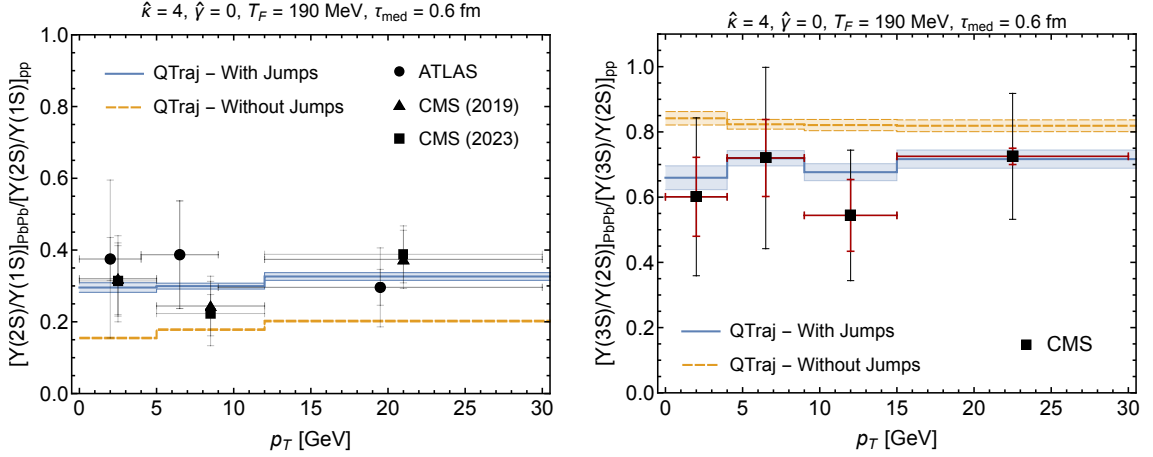 κ̂ = 4, γ̂ = 0, T_F = 190 MeV, τ_med = 0.6 fm
[Υ(2S)/Υ(1S)]_PbPb/[Υ(2S)/Υ(1S)]_pp
1.0
0.8
0.6
0.4
0.2
0.0
QTraj – With Jumps
QTraj – Without Jumps
ATLAS
CMS (2019)
CMS (2023)
0 5 10 15 20 25 30
p_T [GeV]
κ̂ = 4, γ̂ = 0, T_F = 190 MeV, τ_med = 0.6 fm
[Υ(3S)/Υ(2S)]_PbPb/[Υ(3S)/Υ(2S)]_pp
1.0
0.8
0.6
0.4
0.2
0.0
QTraj – With Jumps
QTraj – Without Jumps
CMS
0 5 10 15 20 25 30
p_T [GeV]